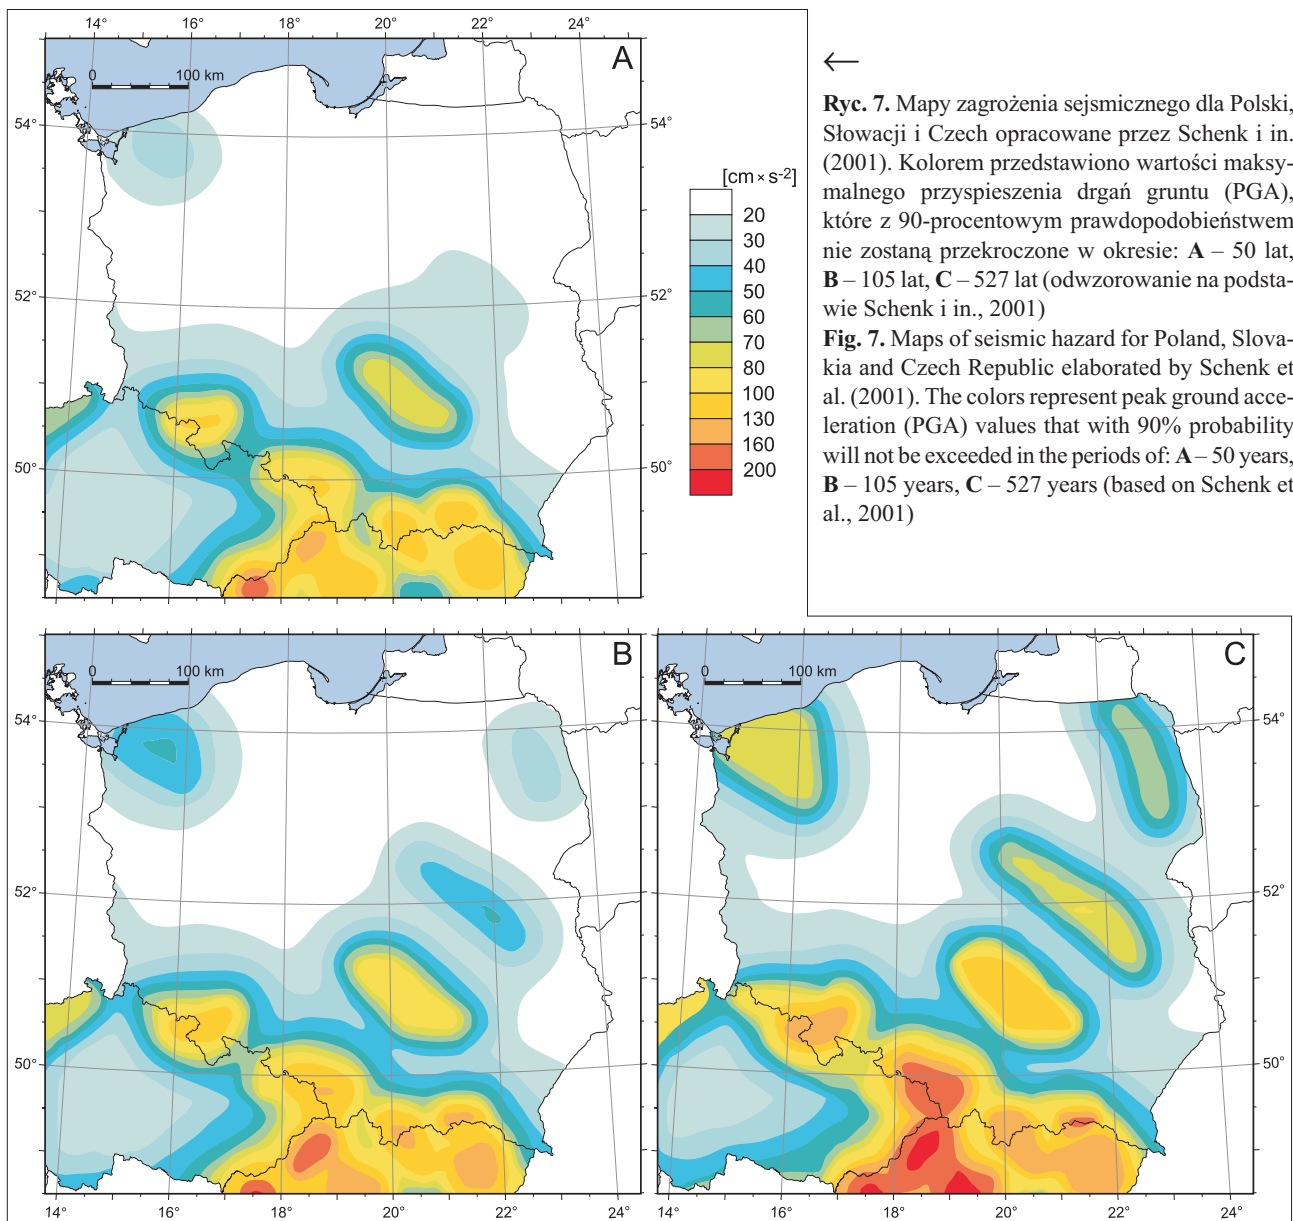 14° 16° 18° 20° 22° 24°
A
0 100 km
54° 54°
52° 52°
50° 50°
14° 16° 18° 20° 22° 24°
[cm × s-2]
20
30
40
50
60
70
80
100
130
160
200
←
Ryc. 7. Mapy zagrożenia sejsmicznego dla Polski,
Słowacji i Czech opracowane przez Schenk i in.
(2001). Kolorem przedstawiono wartości maksy-
malnego przyspieszenia drgań gruntu (PGA),
które z 90-procentowym prawdopodobieństwem
nie zostaną przekroczone w okresie: A – 50 lat,
B – 105 lat, C – 527 lat (odwzorowanie na podsta-
wie Schenk i in., 2001)
Fig. 7. Maps of seismic hazard for Poland, Slova-
kia and Czech Republic elaborated by Schenk et
al. (2001). The colors represent peak ground acce-
leration (PGA) values that with 90% probability
will not be exceeded in the periods of: A – 50 years,
B – 105 years, C – 527 years (based on Schenk et
al., 2001)
B
0 100 km
54°
52°
50°
14 16 18 20 22 24
C
0 100 km
54°
52°
50°
14 16 18 20 22 24